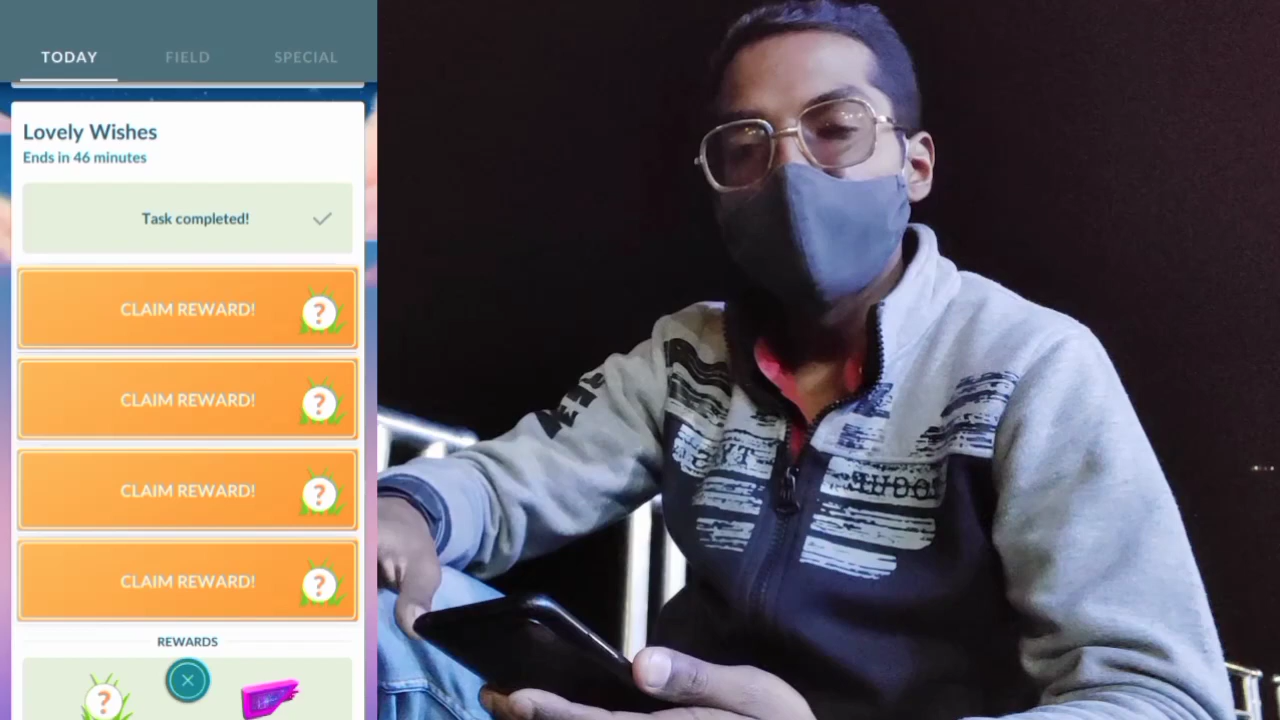 TODAY
FIELD
SPECIAL
Lovely Wishes
Ends in 46 minutes
Task completed!
CLAIM REWARD!
?
CLAIM REWARD!
?
CLAIM REWARD!
?
CLAIM REWARD!
?
REWARDS
?